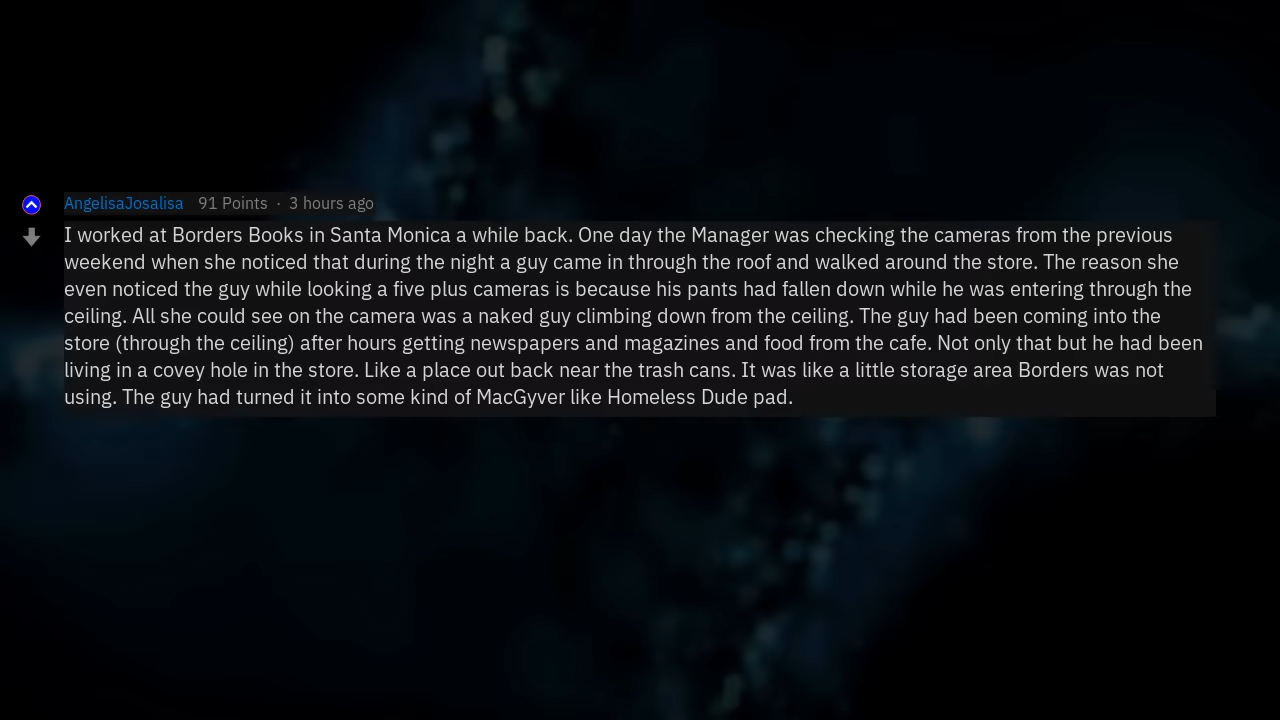 AngelisaJosalisa 91 Points · 3 hours ago
I worked at Borders Books in Santa Monica a while back. One day the Manager was checking the cameras from the previous
weekend when she noticed that during the night a guy came in through the roof and walked around the store. The reason she
even noticed the guy while looking a five plus cameras is because his pants had fallen down while he was entering through the
ceiling. All she could see on the camera was a naked guy climbing down from the ceiling. The guy had been coming into the
store (through the ceiling) after hours getting newspapers and magazines and food from the cafe. Not only that but he had been
living in a covey hole in the store. Like a place out back near the trash cans. It was like a little storage area Borders was not
using. The guy had turned it into some kind of MacGyver like Homeless Dude pad.